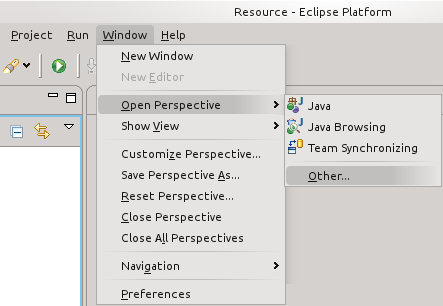 Resource - Eclipse Platform
Project Run Window Help
New Window
New Editor
Open Perspective
Show View
Customize Perspective...
Save Perspective As...
Reset Perspective...
Close Perspective
Close All Perspectives
Navigation
Preferences
Java
Java Browsing
Team Synchronizing
Other...